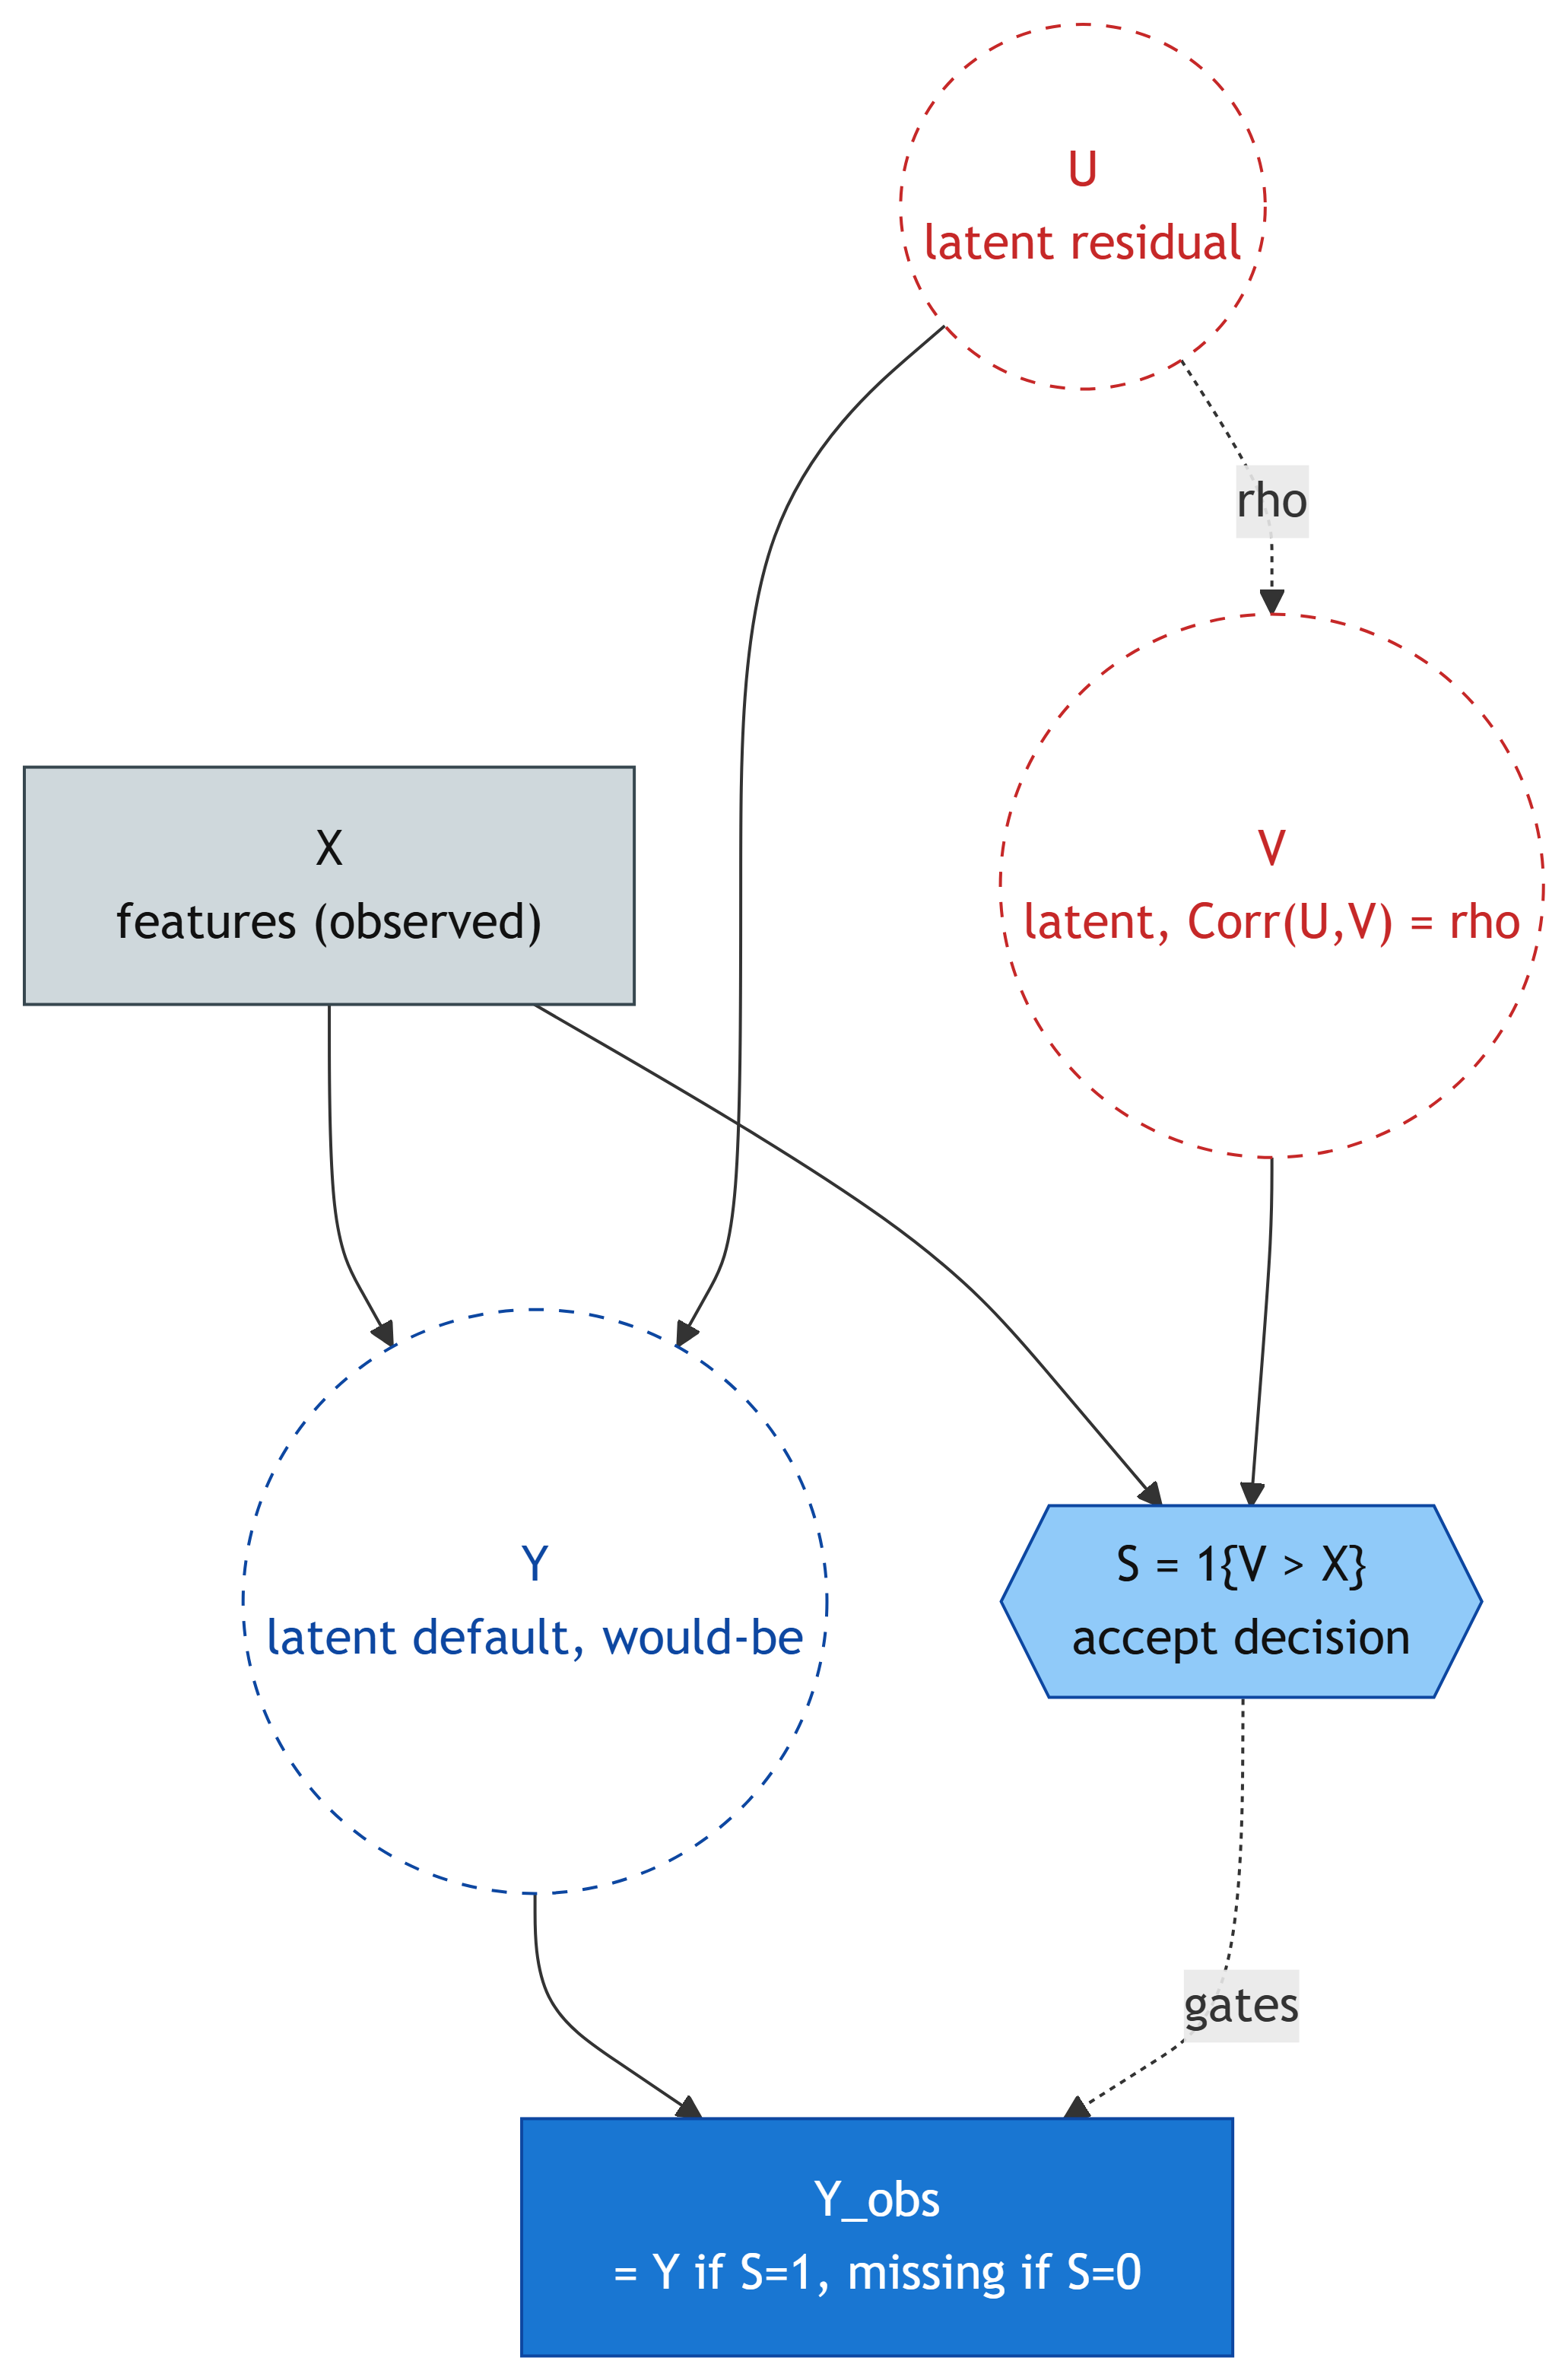 U
latent residual
rho
X
features (observed)
V
latent, Corr(U,V) = rho
Y
latent default, would-be
S = 1{V > X}
accept decision
gates
Y_obs
= Y if S=1, missing if S=0